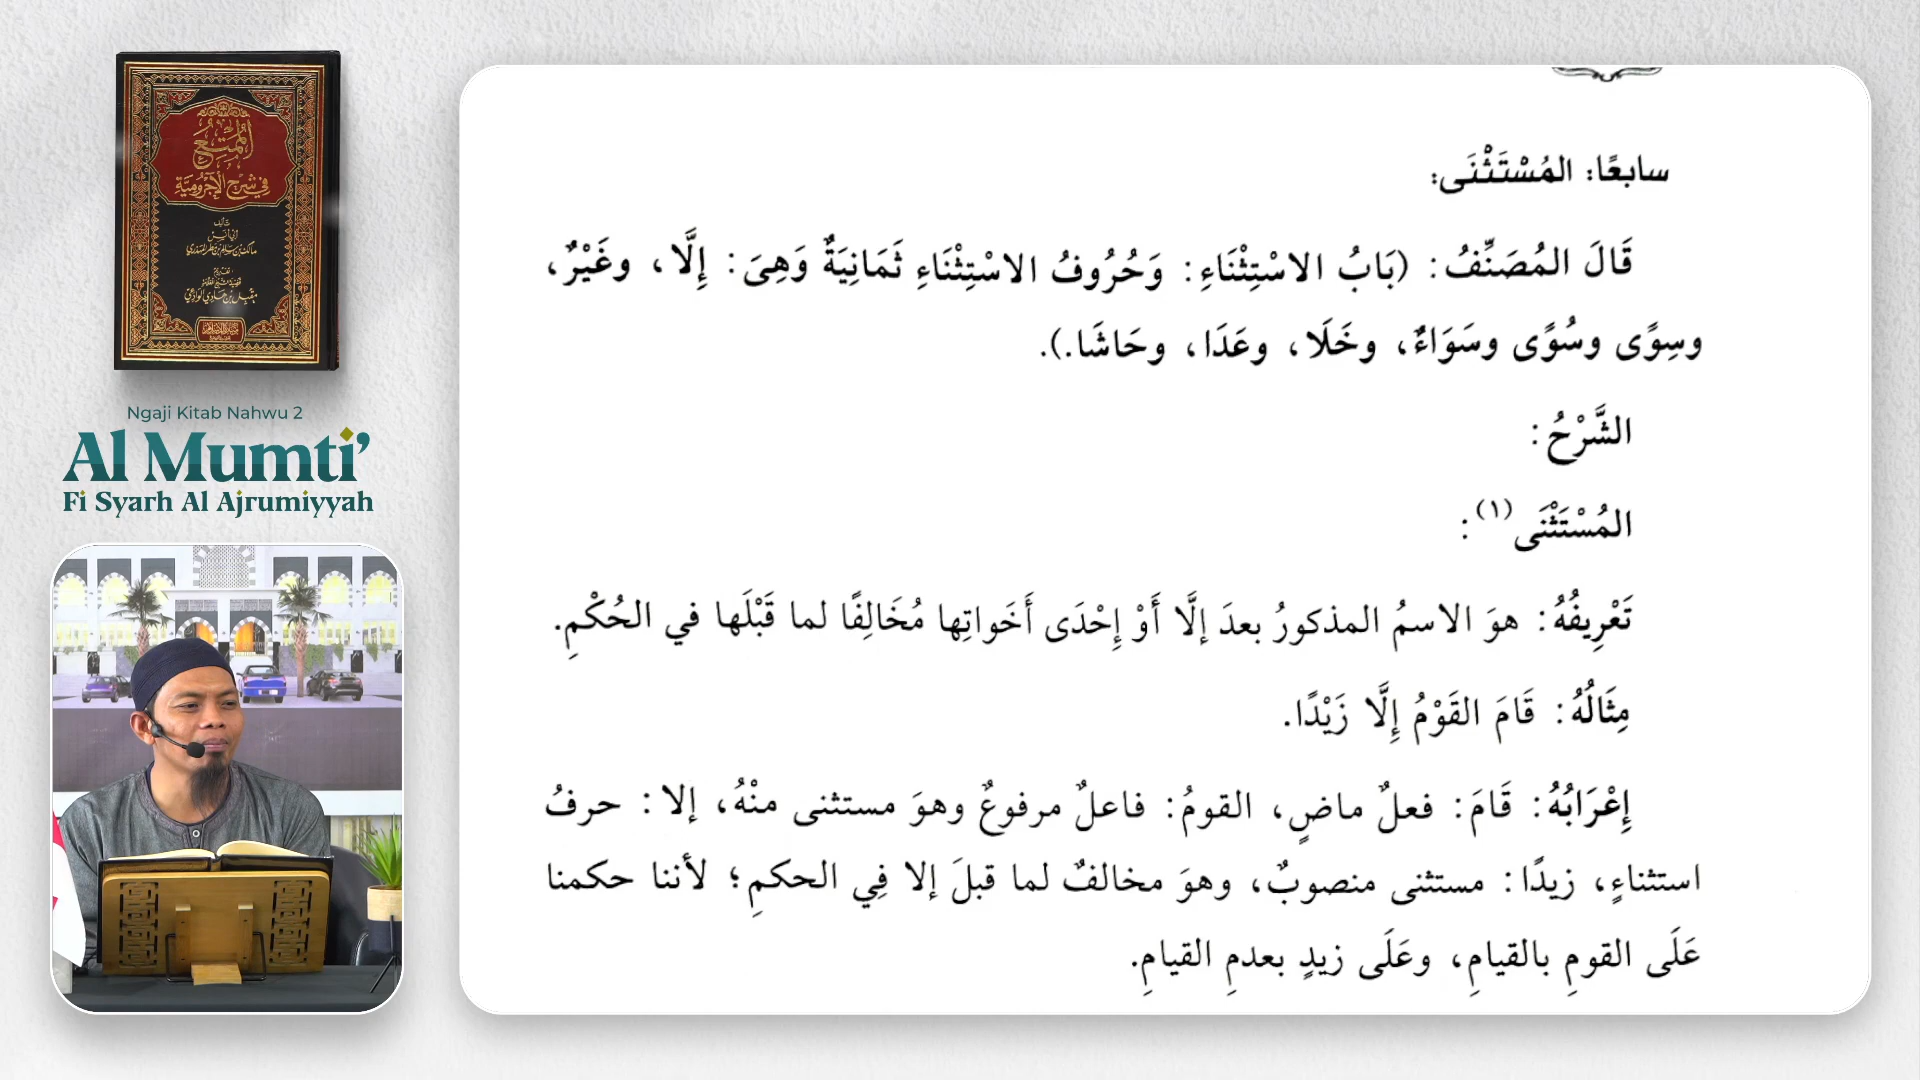 المُمْتِعُ
فِي شَرْحِ الآجُرُّومِيَّةِ
تأليف
Ngaji Kitab Nahwu 2
Al Mumti’
Fi Syarh Al Ajrumiyyah
سابعًا: المُسْتَثْنَى:
قَالَ المُصَنِّفُ: (بَابُ الاسْتِثْنَاءِ: وَحُرُوفُ الاسْتِثْنَاءِ ثَمَانِيَةٌ وَهِىَ: إِلَّا، وغَيْرٌ،
وسِوًى وسُوًى وسَوَاءٌ، وخَلَا، وعَدَا، وحَاشَا.).
الشَّرْحُ:
المُسْتَثْنَى(١):
تَعْرِيفُهُ: هوَ الاسمُ المذكورُ بعدَ إلَّا أَوْ إِحْدَى أَخَواتِها مُخَالِفًا لما قَبْلَها في الحُكْمِ.
مِثَالُهُ: قَامَ القَوْمُ إِلَّا زَيْدًا.
إِعْرَابُهُ: قَامَ: فعلٌ ماضٍ، القومُ: فاعلٌ مرفوعٌ وهوَ مستثنى منْهُ، إلا: حرفُ
استثناءٍ، زيدًا: مستثنى منصوبٌ، وهوَ مخالفٌ لما قبلَ إلا فِي الحكمِ؛ لأننا حكمنا
عَلَى القومِ بالقيامِ، وعَلَى زيدٍ بعدمِ القيامِ.